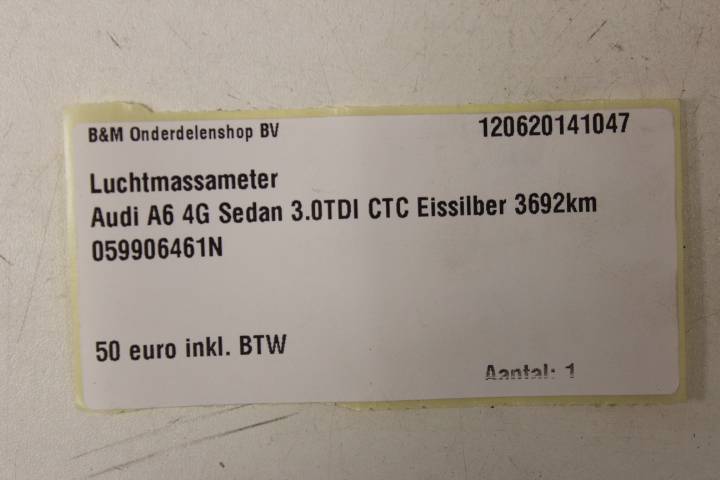 B&M Onderdelenshop BV
120620141047
Luchtmassameter
Audi A6 4G Sedan 3.0TDI CTC Eissilber 3692km
059906461N
50 euro inkl. BTW
Aantal: 1